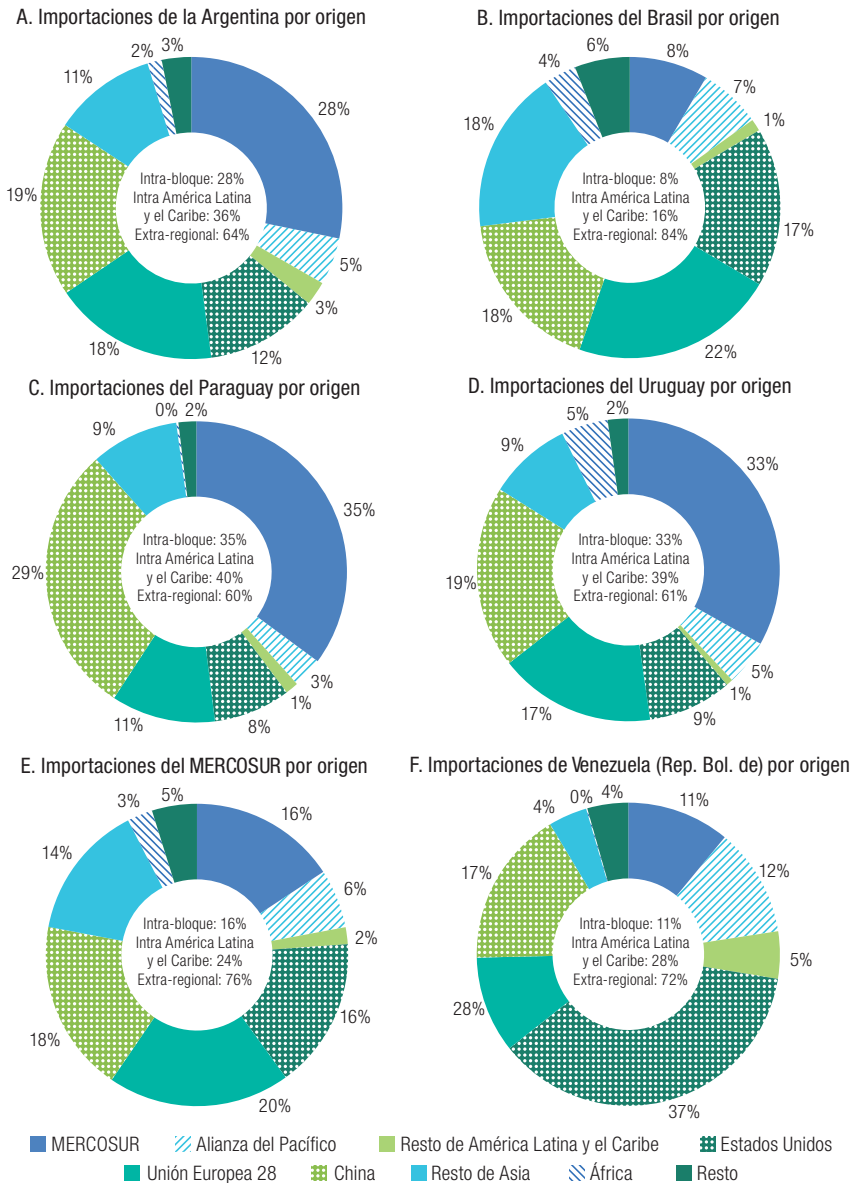 A. Importaciones de la Argentina por origen
2%
3%
11%
28%
19%
Intra-bloque: 28%
Intra América Latina
y el Caribe: 36%
Extra-regional: 64%
5%
3%
18%
12%
B. Importaciones del Brasil por origen
6%
8%
4%
7%
1%
18%
Intra-bloque: 8%
Intra América Latina
y el Caribe: 16%
Extra-regional: 84%
17%
18%
22%
C. Importaciones del Paraguay por origen
0%
2%
9%
35%
29%
Intra-bloque: 35%
Intra América Latina
y el Caribe: 40%
Extra-regional: 60%
3%
1%
11%
8%
D. Importaciones del Uruguay por origen
5%
2%
9%
33%
19%
Intra-bloque: 33%
Intra América Latina
y el Caribe: 39%
Extra-regional: 61%
5%
1%
17%
9%
E. Importaciones del MERCOSUR por origen
3%
5%
16%
14%
6%
Intra-bloque: 16%
Intra América Latina
y el Caribe: 24%
Extra-regional: 76%
2%
18%
16%
20%
F. Importaciones de Venezuela (Rep. Bol. de) por origen
4%
0%
4%
11%
17%
12%
Intra-bloque: 11%
Intra América Latina
y el Caribe: 28%
Extra-regional: 72%
5%
28%
37%
MERCOSUR
Alianza del Pacífico
Resto de América Latina y el Caribe
Estados Unidos
Unión Europea 28
China
Resto de Asia
África
Resto